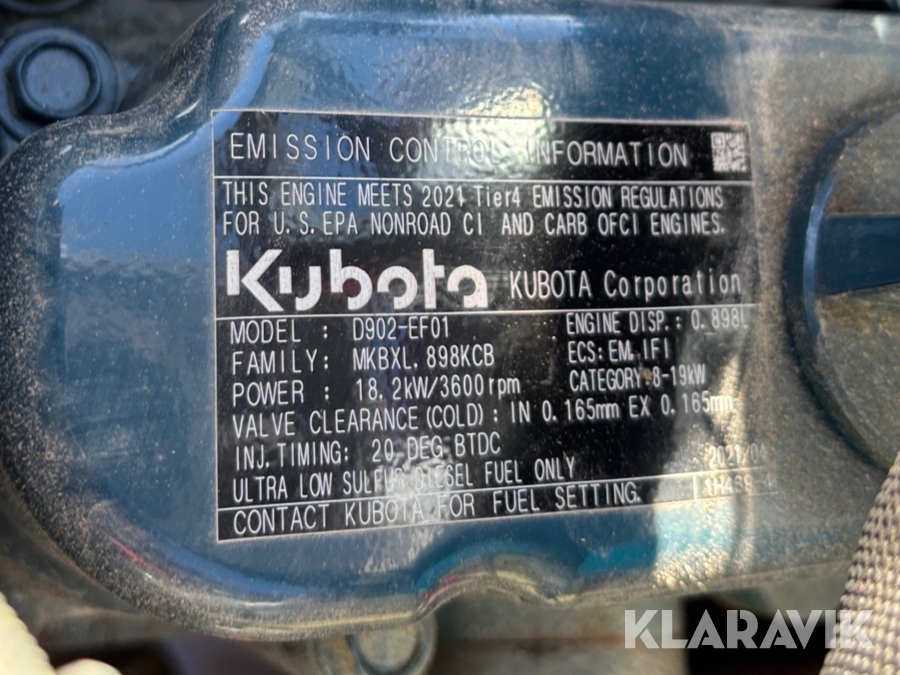 EMISSION CONTROL INFORMATION
THIS ENGINE MEETS 2021 Tier4 EMISSION REGULATIONS
FOR U.S. EPA NONROAD CI AND CARB OFCI ENGINES.
Kubota KUBOTA Corporation
MODEL : D902-EF01 ENGINE DISP.: 0.898L
FAMILY: MKBXL.898KCB ECS: EM, IFI
POWER : 18.2kW/3600rpm CATEGORY:8-19kW
VALVE CLEARANCE(COLD): IN 0.165mm EX 0.165mm
INJ.TIMING: 20 DEG BTDC
ULTRA LOW SULFUR DIESEL FUEL ONLY
CONTACT KUBOTA FOR FUEL SETTING.
KLARAVIK